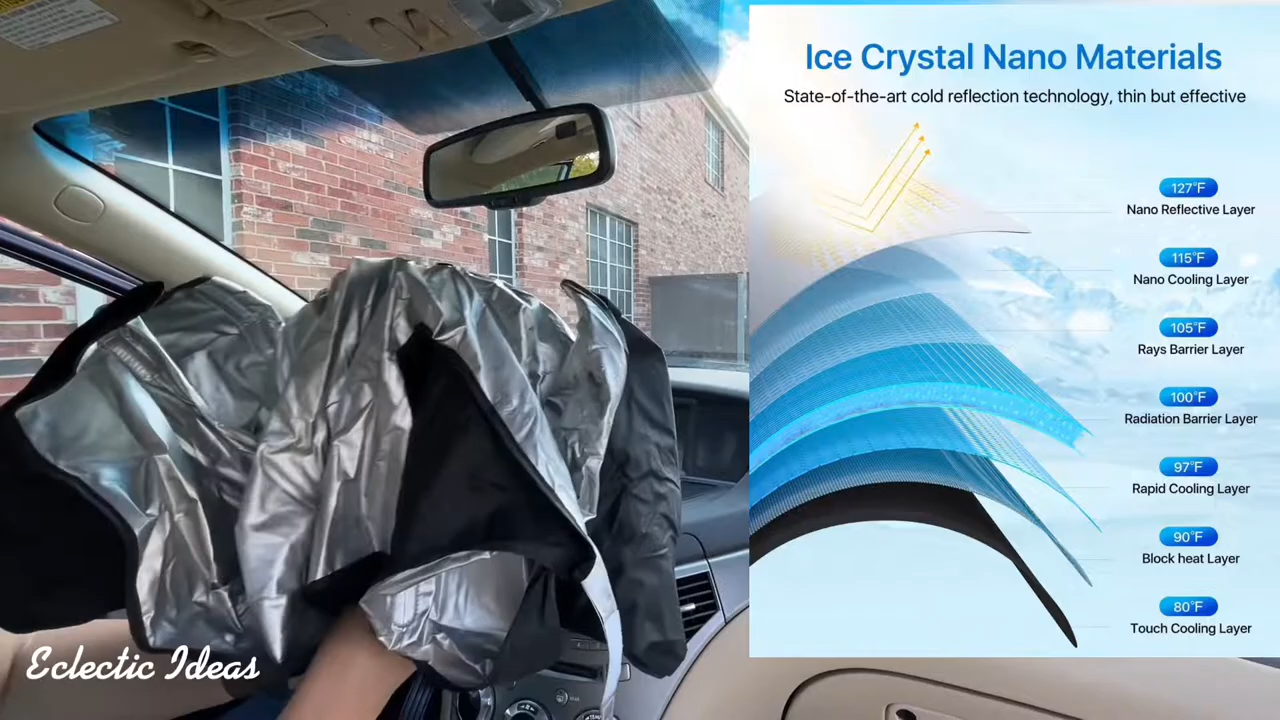 Ice Crystal Nano Materials
State-of-the-art cold reflection technology, thin but effective
127°F
Nano Reflective Layer
115°F
Nano Cooling Layer
105°F
Rays Barrier Layer
100°F
Radiation Barrier Layer
97°F
Rapid Cooling Layer
90°F
Block heat Layer
80°F
Touch Cooling Layer
Eclectic Ideas